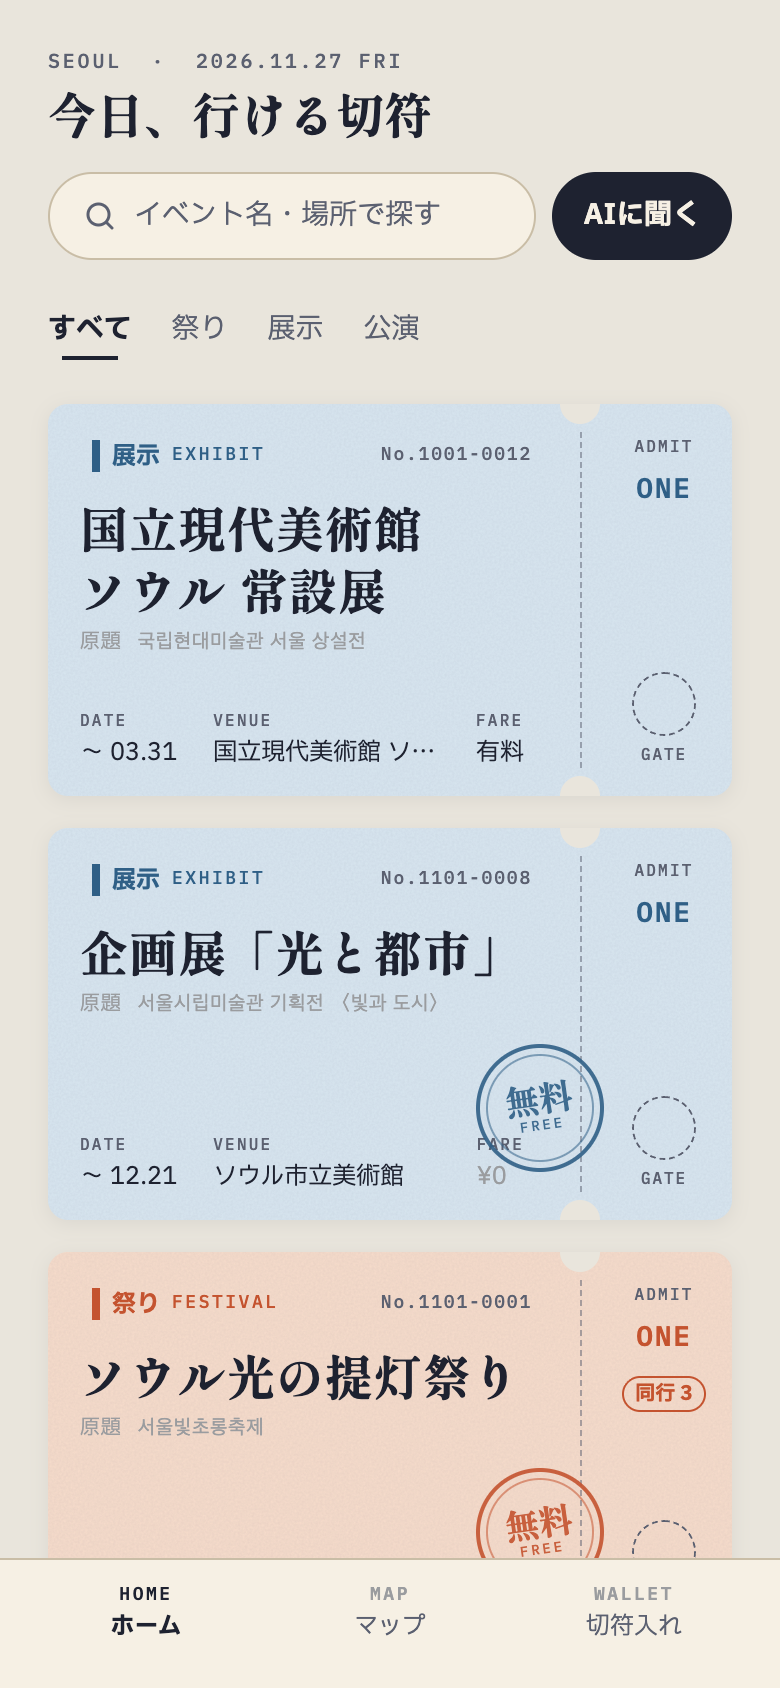 SEOUL · 2026.11.27 FRI
今日、行ける切符
イベント名・場所で探す
AIに聞く
すべて 祭り 展示 公演
展示 EXHIBIT No.1001-0012
ADMIT
ONE
国立現代美術館
ソウル 常設展
原題 국립현대미술관 서울 상설전
DATE VENUE FARE
〜 03.31 国立現代美術館 ソ… 有料
GATE
展示 EXHIBIT No.1101-0008
ADMIT
ONE
企画展「光と都市」
原題 서울시립미술관 기획전 〈빛과 도시〉
無料
FREE
DATE VENUE FARE
〜 12.21 ソウル市立美術館 ¥0
GATE
祭り FESTIVAL No.1101-0001
ADMIT
ONE
ソウル光の提灯祭り
同行 3
原題 서울빛초롱축제
無料
FREE
HOME MAP WALLET
ホーム マップ 切符入れ